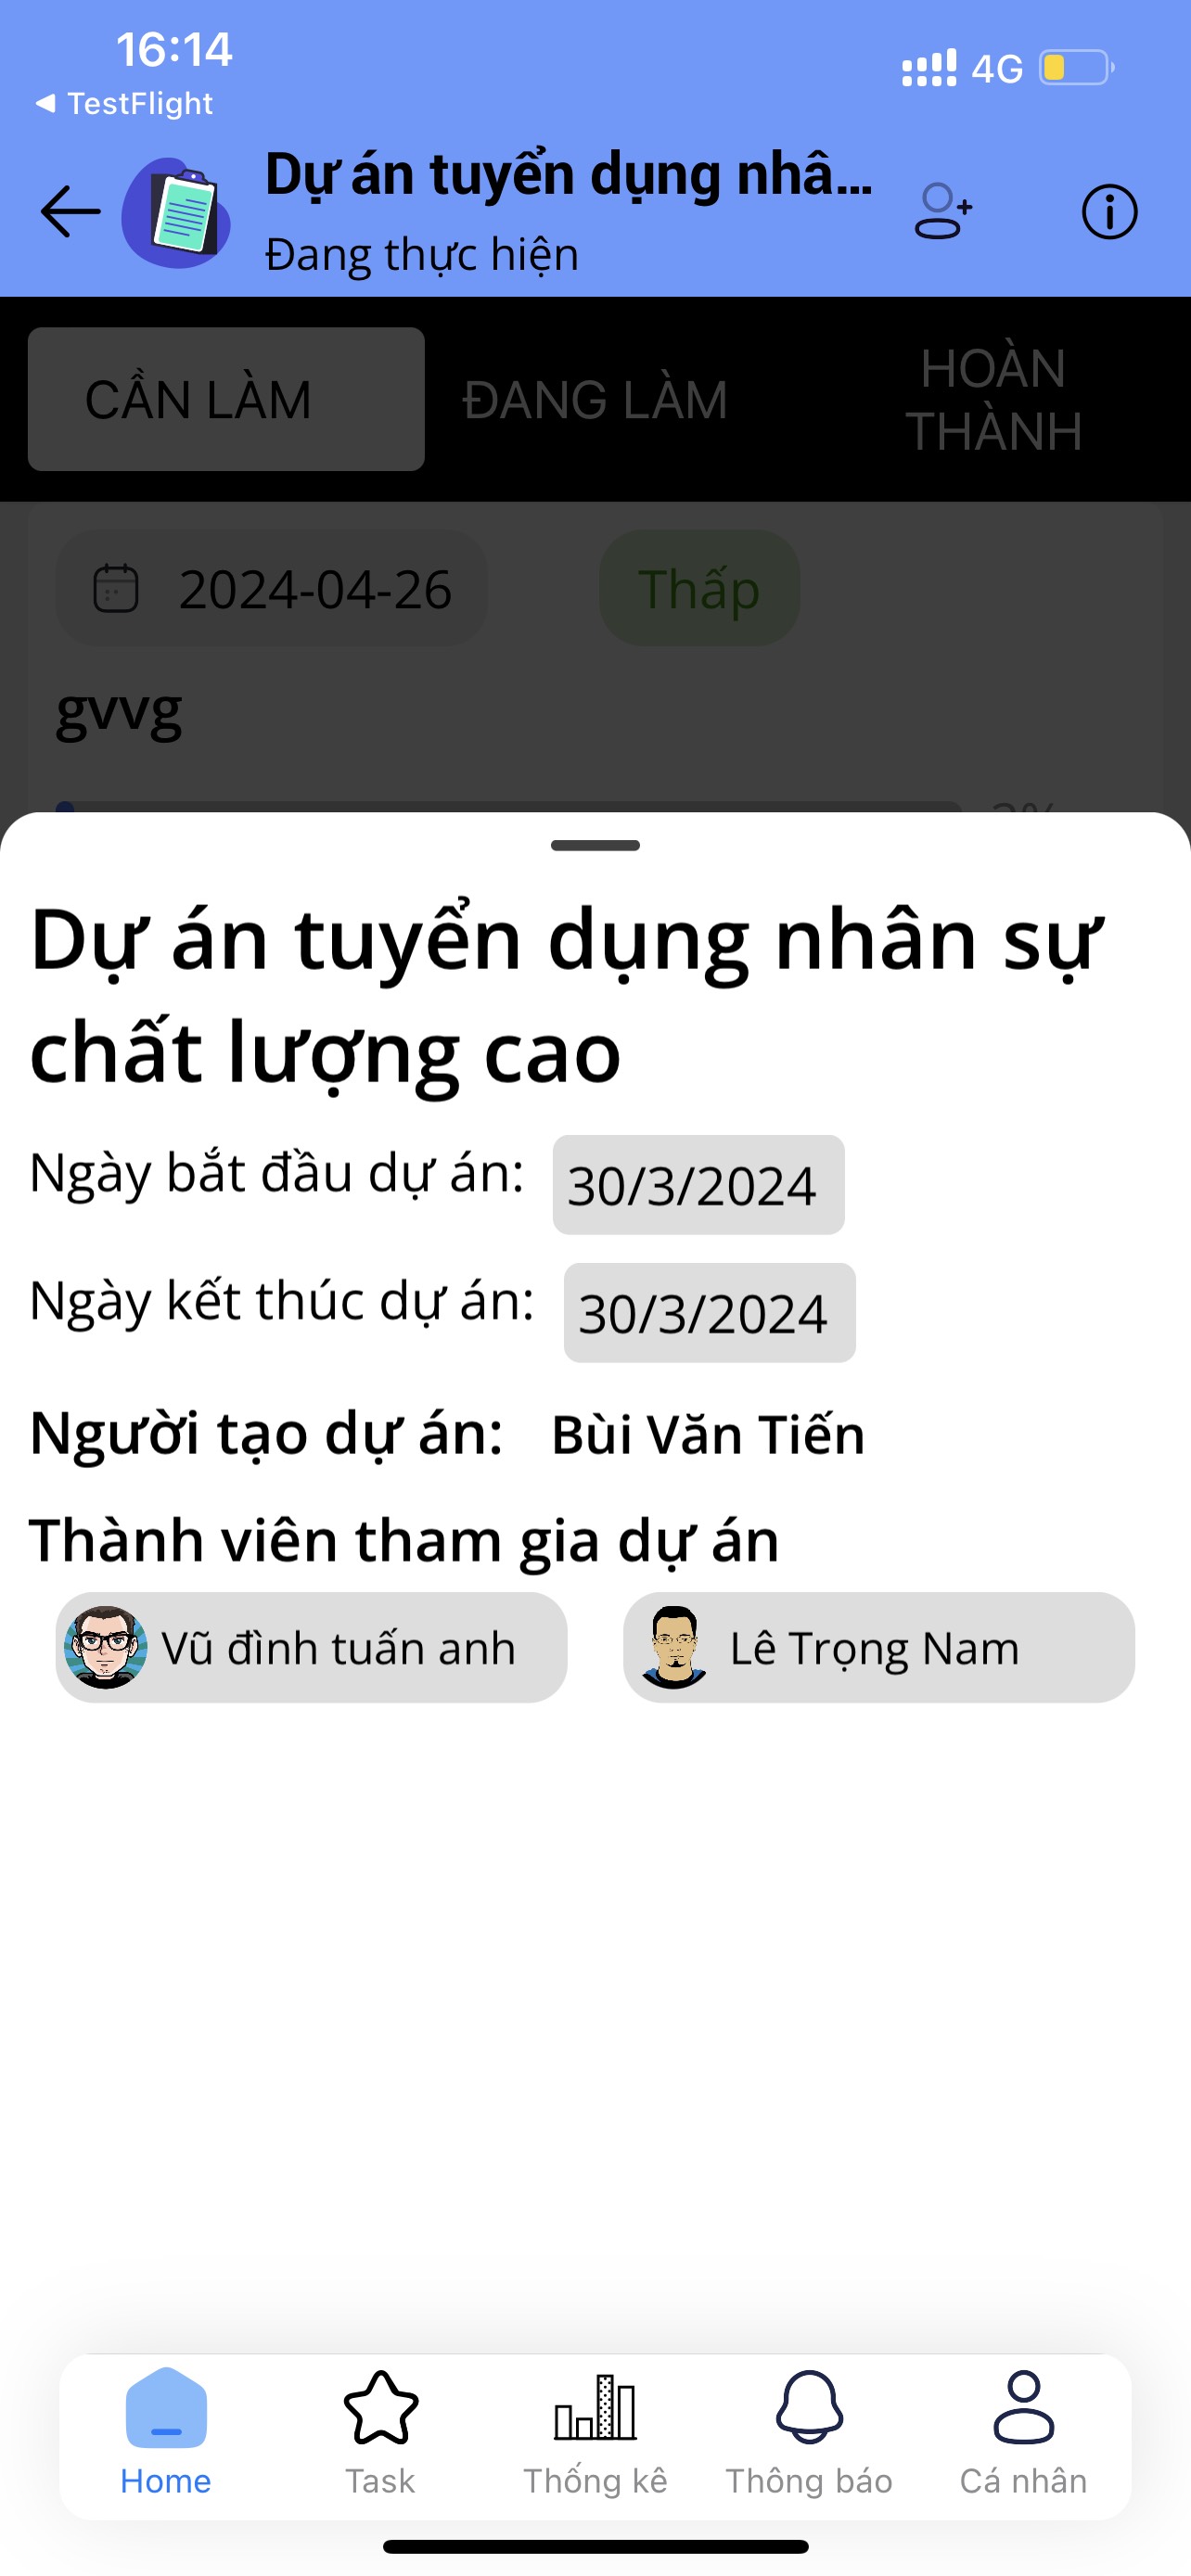 16:14
4G
TestFlight
Dự án tuyển dụng nhâ...
Đang thực hiện
CẦN LÀM
ĐANG LÀM
HOÀN
THÀNH
2024-04-26
Thấp
gvvg
Dự án tuyển dụng nhân sự
chất lượng cao
Ngày bắt đầu dự án: 30/3/2024
Ngày kết thúc dự án: 30/3/2024
Người tạo dự án: Bùi Văn Tiến
Thành viên tham gia dự án
Vũ đình tuấn anh
Lê Trọng Nam
Home
Task
Thống kê
Thông báo
Cá nhân